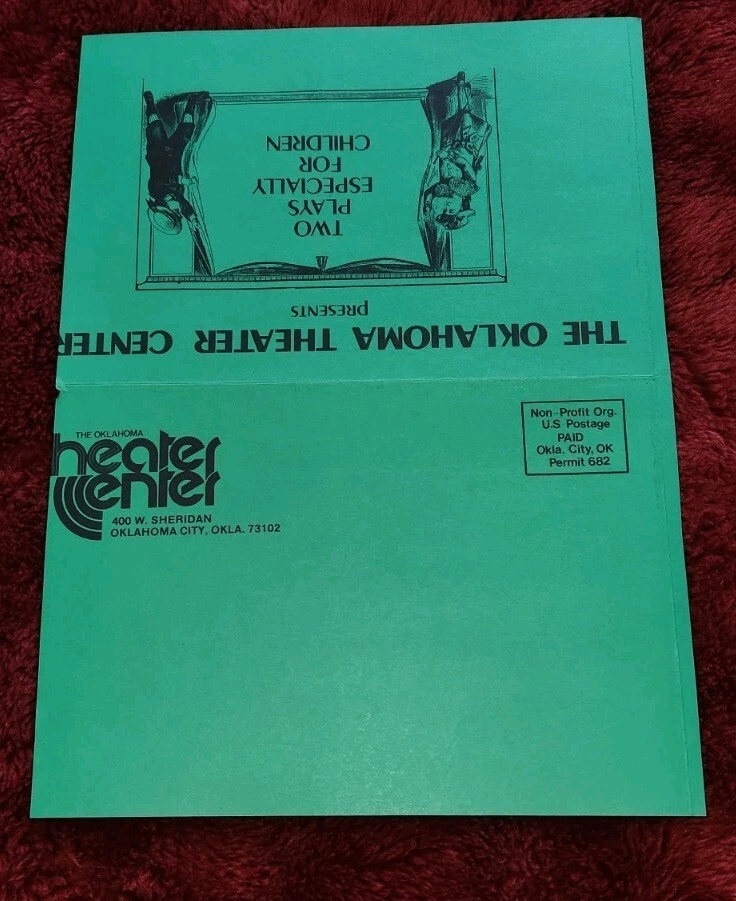 THE OKLAHOMA THEATER CENTER
PRESENTS
TWO
PLAYS
ESPECIALLY
FOR
CHILDREN
THE OKLAHOMA
heater
Center
400 W. SHERIDAN
OKLAHOMA CITY, OKLA. 73102
Non-Profit Org.
U.S Postage
PAID
Okla. City, OK
Permit 682